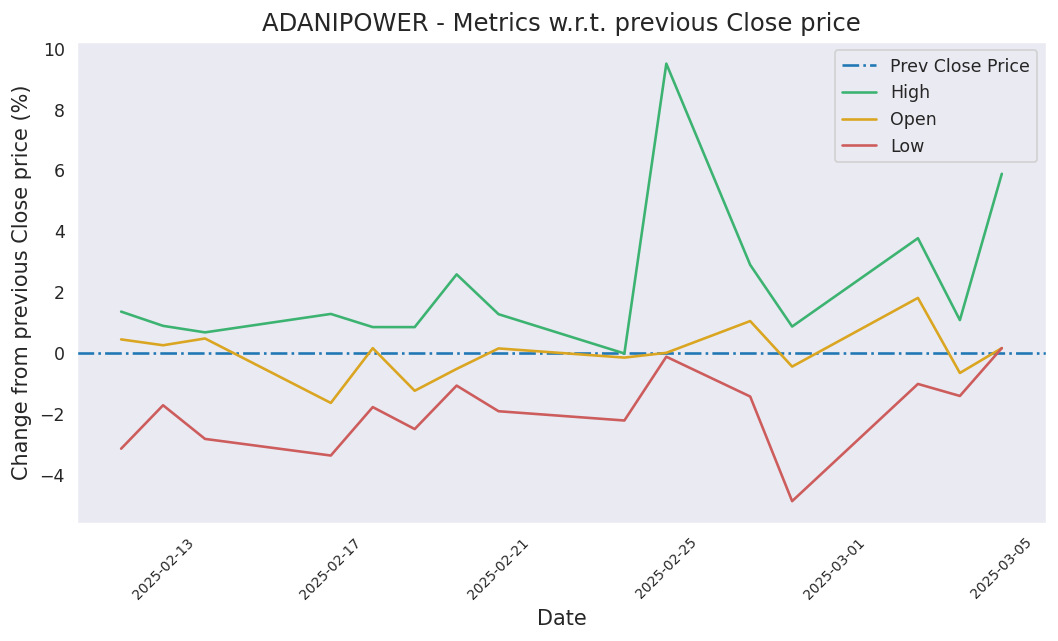 ADANIPOWER - Metrics w.r.t. previous Close price
Change from previous Close price (%)
10
8
6
4
2
0
−2
−4
Prev Close Price
High
Open
Low
2025-02-13
2025-02-17
2025-02-21
2025-02-25
2025-03-01
2025-03-05
Date